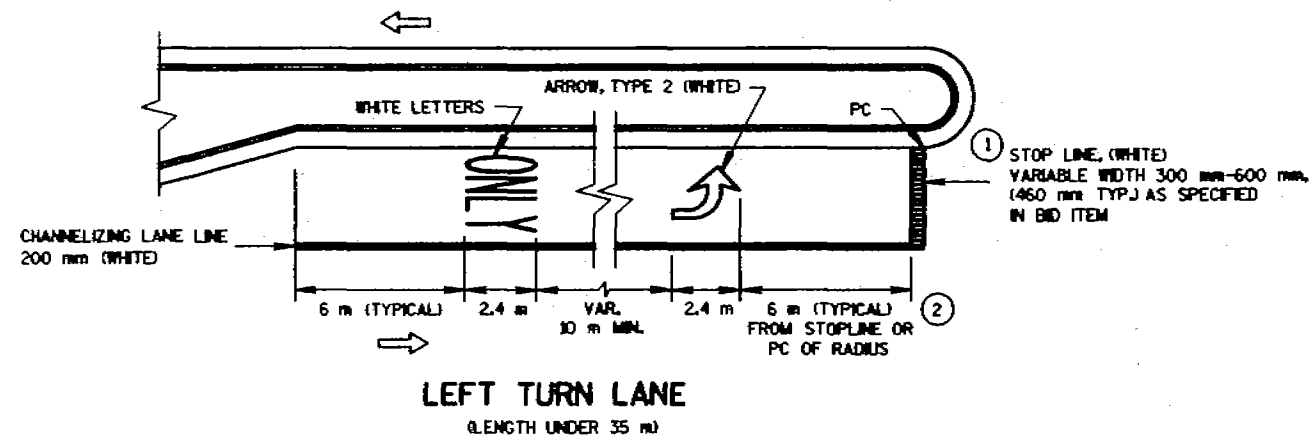 ARROW, TYPE 2 (WHITE)
WHITE LETTERS
PC
1
STOP LINE, (WHITE)
VARIABLE WIDTH 300 mm-600 mm,
(460 mm TYP.) AS SPECIFIED
IN BID ITEM
ONLY
CHANNELIZING LANE LINE
200 mm (WHITE)
6 m (TYPICAL)
2.4 m
VAR.
10 m MIN.
2.4 m
6 m (TYPICAL)
FROM STOPLINE OR
PC OF RADIUS
2
LEFT TURN LANE
(LENGTH UNDER 35 m)